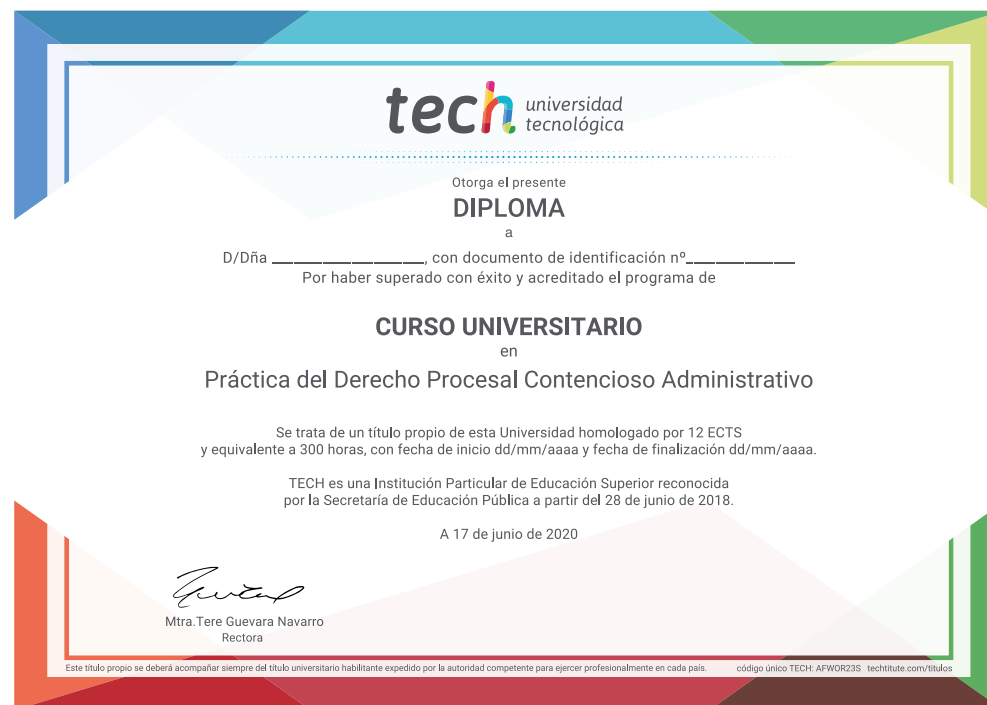 tech universidad
tecnológica
Otorga el presente
DIPLOMA
a
D/Dña ______________, con documento de identificación nº__________
Por haber superado con éxito y acreditado el programa de
CURSO UNIVERSITARIO
en
Práctica del Derecho Procesal Contencioso Administrativo
Se trata de un título propio de esta Universidad homologado por 12 ECTS
y equivalente a 300 horas, con fecha de inicio dd/mm/aaaa y fecha de finalización dd/mm/aaaa.
TECH es una Institución Particular de Educación Superior reconocida
por la Secretaría de Educación Pública a partir del 28 de junio de 2018.
A 17 de junio de 2020
Mtra.Tere Guevara Navarro
Rectora
Este título propio se deberá acompañar siempre del título universitario habilitante expedido por la autoridad competente para ejercer profesionalmente en cada país. código único TECH: AFWOR23S techtitute.com/titulos